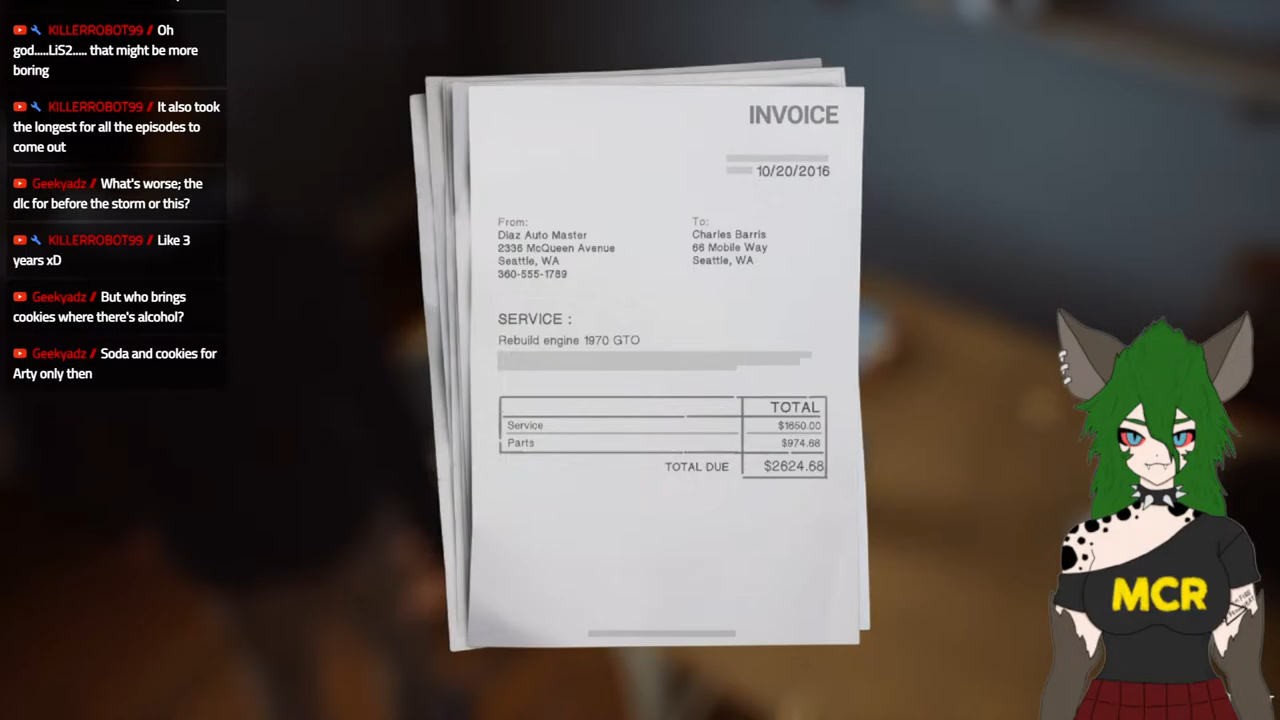 KILLERROBOT99 // Oh
god.....LiS2..... that might be more
boring
KILLERROBOT99 // It also took
the longest for all the episodes to
come out
Geekyadz // What's worse; the
dlc for before the storm or this?
KILLERROBOT99 // Like 3
years xD
Geekyadz // But who brings
cookies where there's alcohol?
Geekyadz // Soda and cookies for
Arty only then
INVOICE
10/20/2016
From:
Diaz Auto Master
2336 McQueen Avenue
Seattle, WA
360-555-1789
To:
Charles Barris
66 Mobile Way
Seattle, WA
SERVICE :
Rebuild engine 1970 GTO
TOTAL
Service $1650.00
Parts $974.68
TOTAL DUE $2624.68
MCR